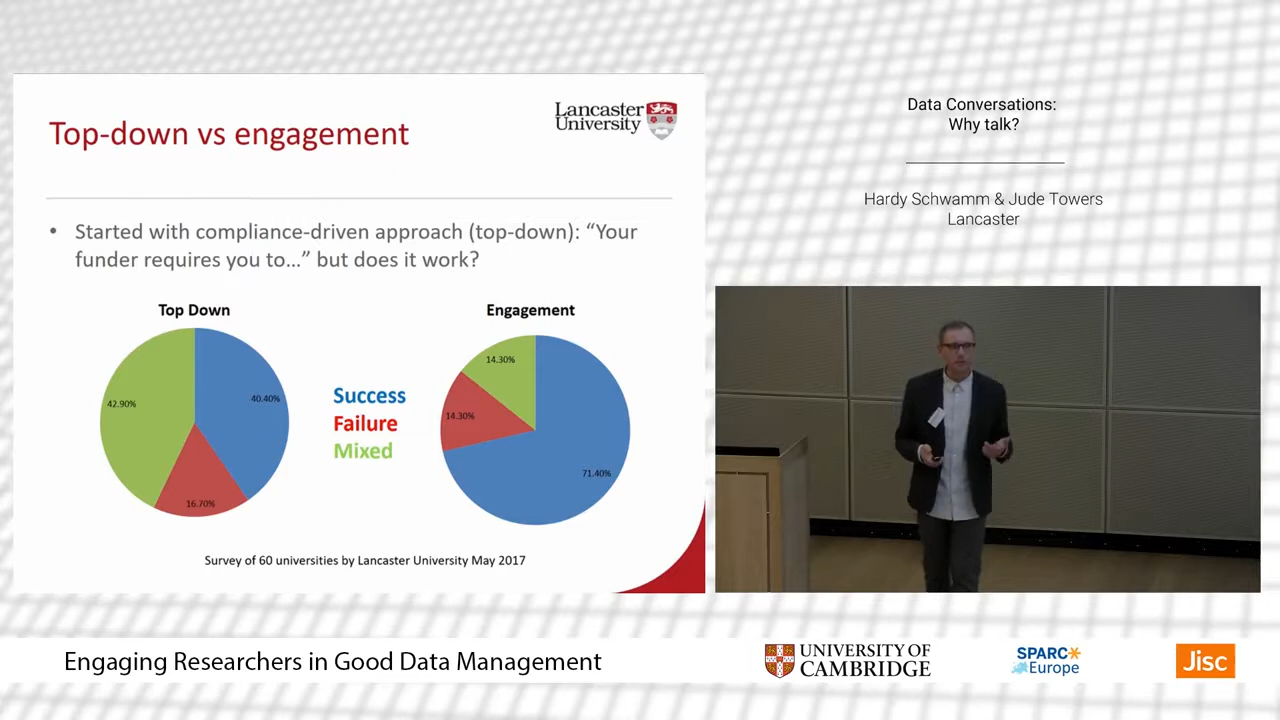 Top-down vs engagement
Lancaster
University
• Started with compliance-driven approach (top-down): “Your
funder requires you to…” but does it work?
Top Down
42.90%
40.40%
16.70%
Success
Failure
Mixed
Engagement
14.30%
14.30%
71.40%
Survey of 60 universities by Lancaster University May 2017
Data Conversations:
Why talk?
Hardy Schwamm & Jude Towers
Lancaster
Engaging Researchers in Good Data Management
UNIVERSITY OF
CAMBRIDGE
SPARC
Europe
Jisc